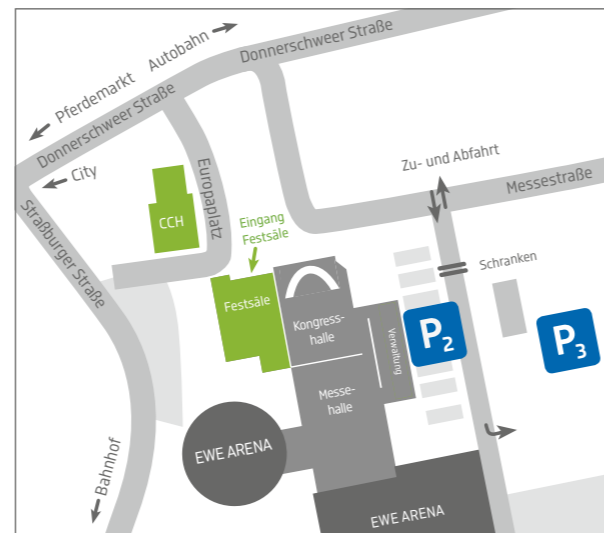 Donnerschweer Straße
Autobahn
Pferdemarkt
Donnerschweer Straße
City
Straßburger Straße
CCH
Europaplatz
Eingang
Festsäle
Zu- und Abfahrt
Messestraße
Schranken
Festsäle
Kongress-
halle
Verwaltung
P2
P3
Messe-
halle
EWE ARENA
Bahnhof
EWE ARENA